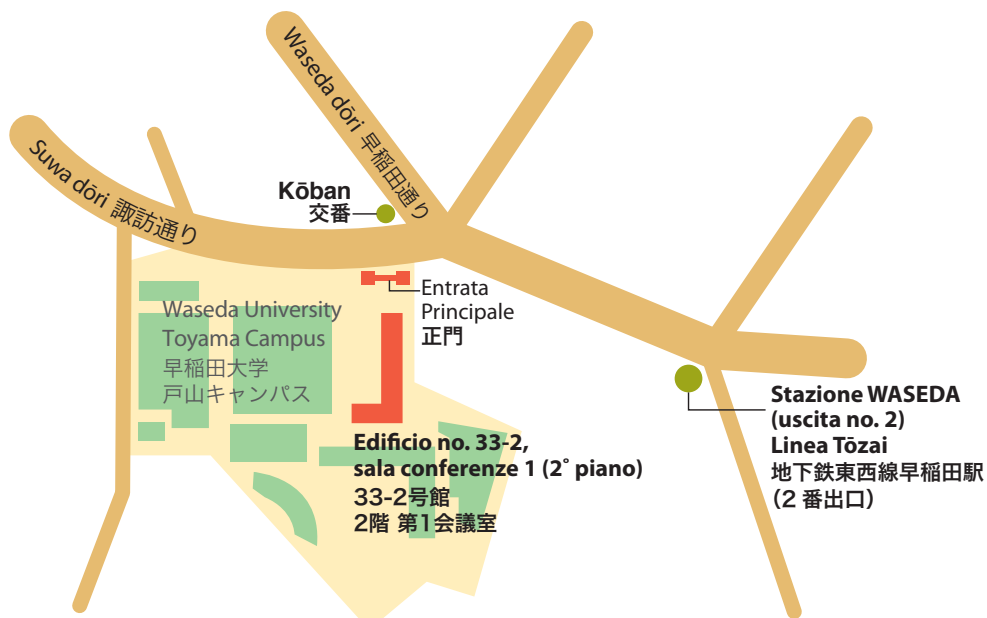 Waseda dōri 早稲田通り
Suwa dōri 諏訪通り
Kōban
交番
Entrata
Principale
正門
Waseda University
Toyama Campus
早稲田大学
戸山キャンパス
Edificio no. 33-2,
sala conferenze 1 (2° piano)
33-2号館
2階 第1会議室
Stazione WASEDA
(uscita no. 2)
Linea Tōzai
地下鉄東西線早稲田駅
（2 番出口）